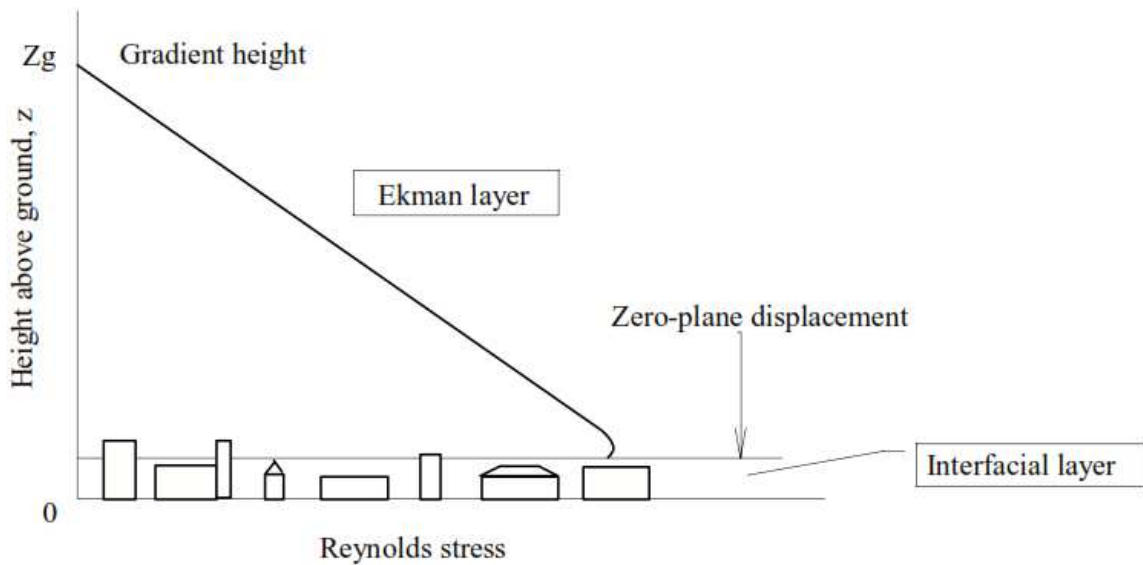 Zg
Gradient height
Height above ground, z
Ekman layer
Zero-plane displacement
Interfacial layer
0
Reynolds stress